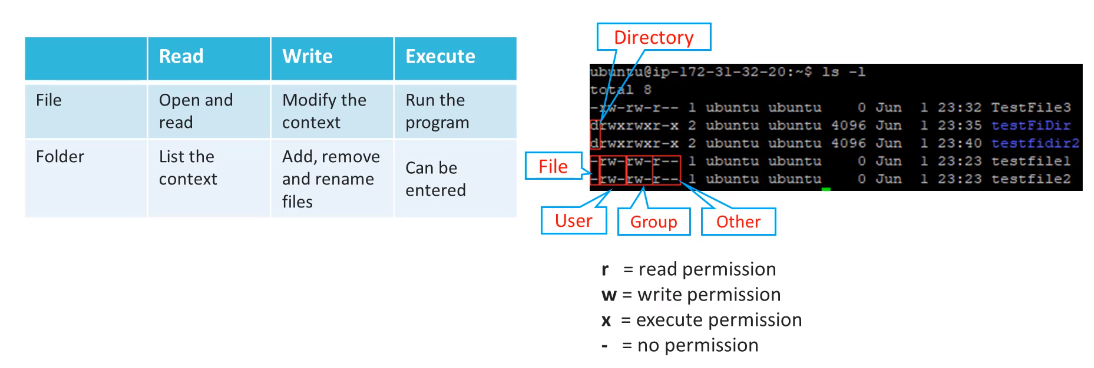 Read Write Execute
File Open and read Modify the context Run the program
Folder List the context Add, remove and rename files Can be entered
Directory
ubuntu@ip-172-31-32-20:~$ ls -l
total 8
-rw-rw-r-- 1 ubuntu ubuntu 0 Jun 1 23:32 TestFile3
drwxrwxr-x 2 ubuntu ubuntu 4096 Jun 1 23:35 testFiDir
drwxrwxr-x 2 ubuntu ubuntu 4096 Jun 1 23:40 testfidir2
-rw-rw-r-- 1 ubuntu ubuntu 0 Jun 1 23:23 testfile1
-rw-rw-r-- 1 ubuntu ubuntu 0 Jun 1 23:23 testfile2
File
User Group Other
r = read permission
w = write permission
x = execute permission
- = no permission